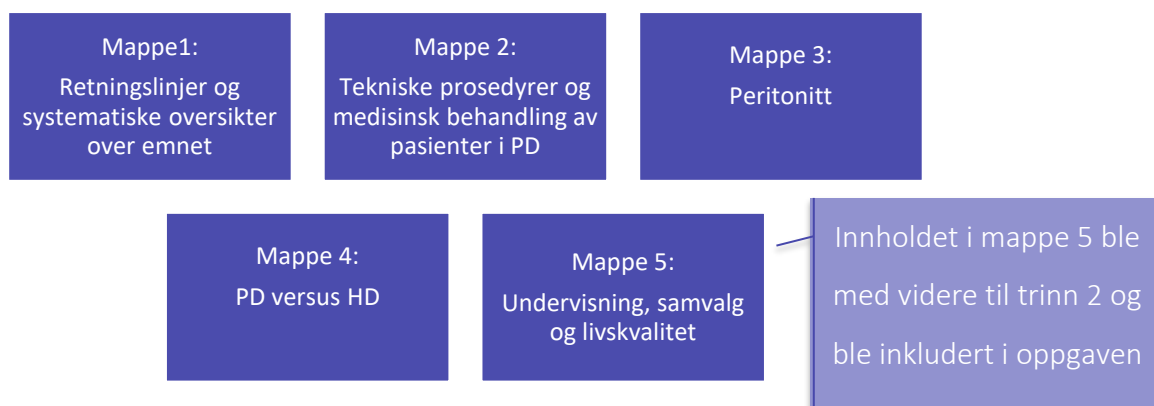 Mappe1:
Retningslinjer og
systematiske oversikter
over emnet
Mappe 2:
Tekniske prosedyrer og
medisinsk behandling av
pasienter i PD
Mappe 3:
Peritonitt
Mappe 4:
PD versus HD
Mappe 5:
Undervisning, samvalg
og livskvalitet
Innholdet i mappe 5 ble
med videre til trinn 2 og
ble inkludert i oppgaven